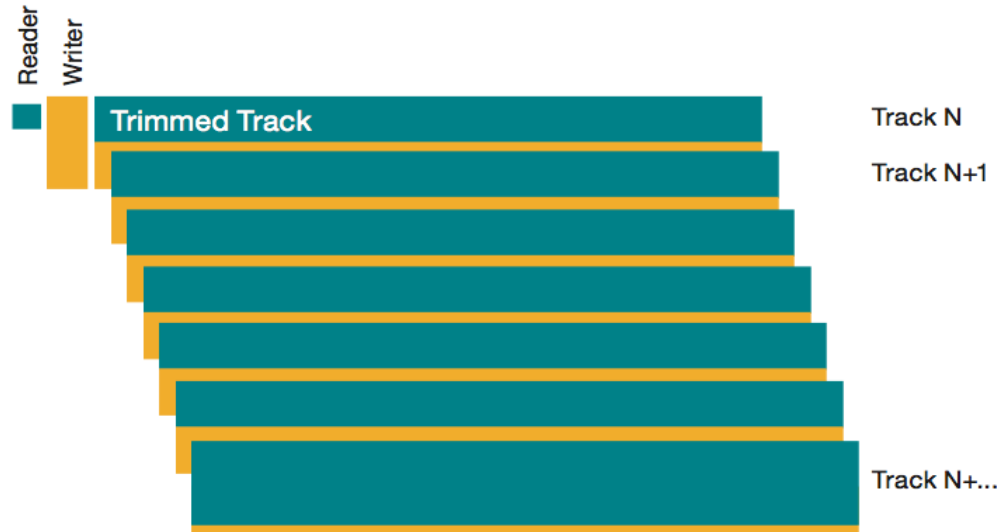 Reader
Writer
Trimmed Track
Track N
Track N+1
Track N+...